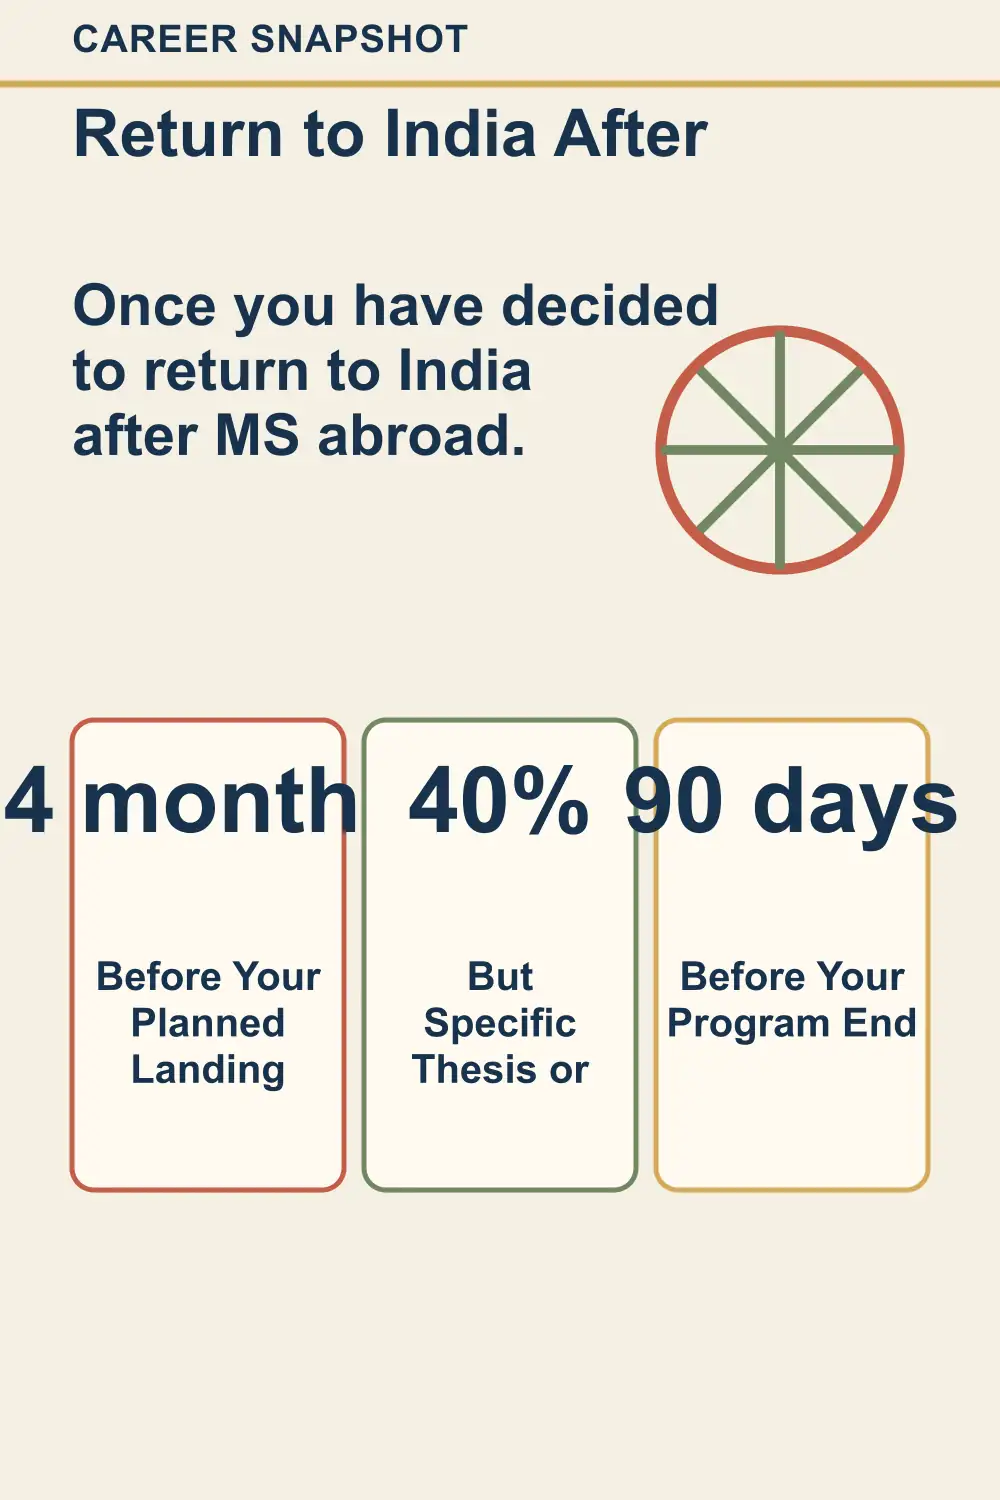 CAREER SNAPSHOT
Return to India After
Once you have decided
to return to India
after MS abroad.
4 month
Before Your
Planned
Landing
40%
But
Specific
Thesis or
90 days
Before Your
Program End